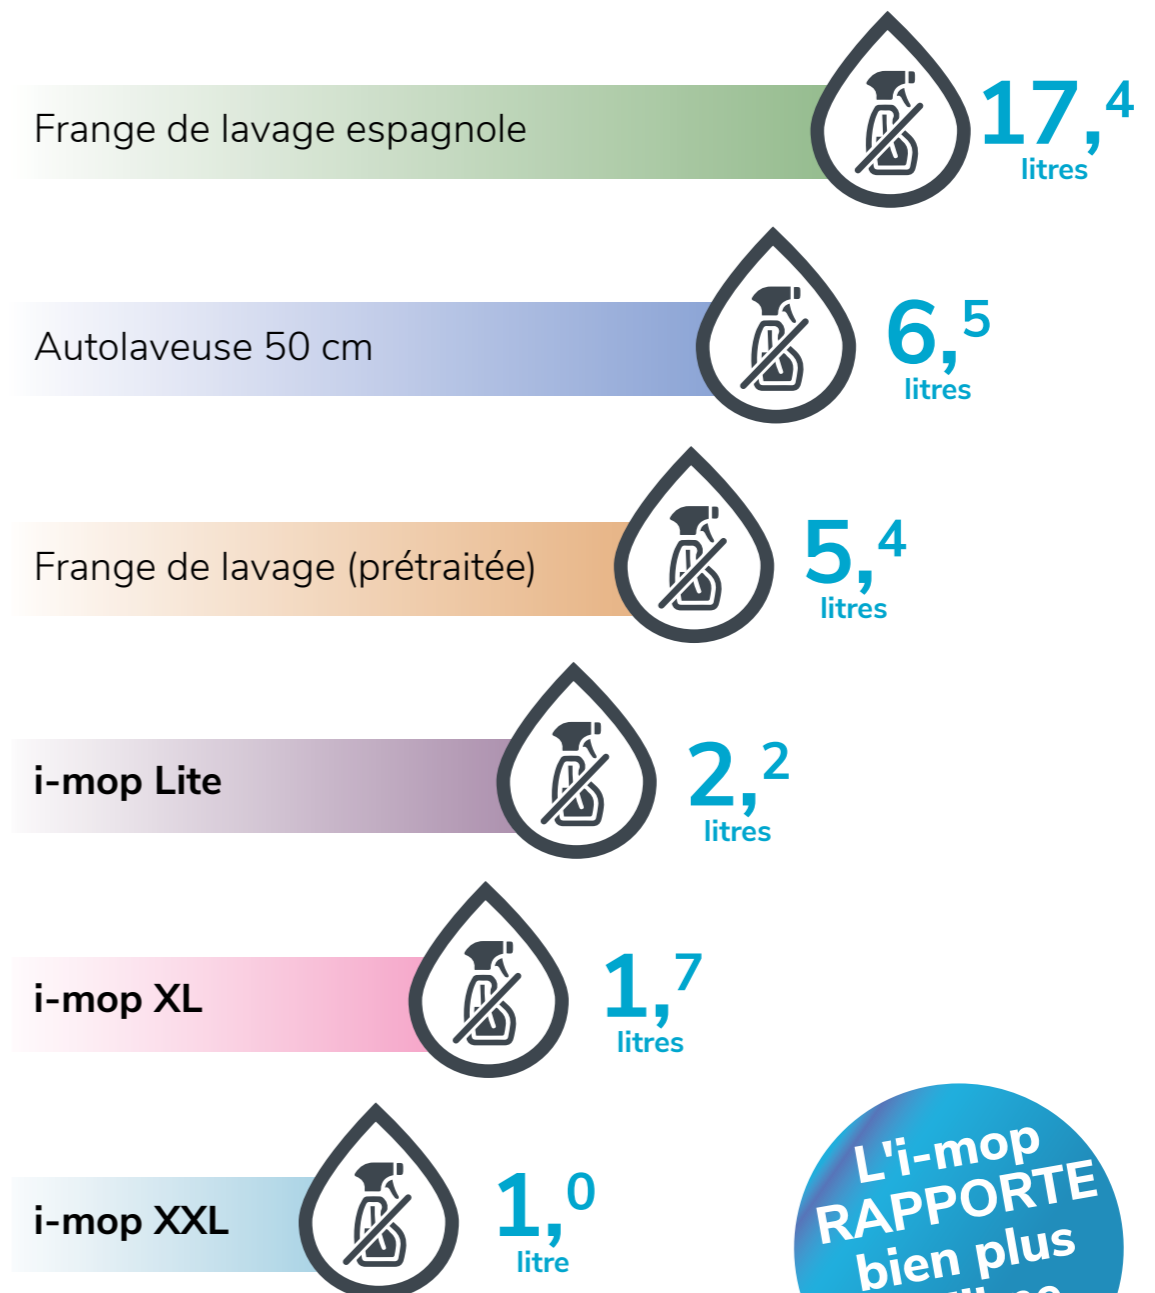 Frange de lavage espagnole
17,4
litres
Autolaveuse 50 cm
6,5
litres
Frange de lavage (prétraitée)
5,4
litres
i-mop Lite
2,2
litres
i-mop XL
1,7
litres
i-mop XXL
1,0
litre
L'i-mop
RAPPORTE
bien plus